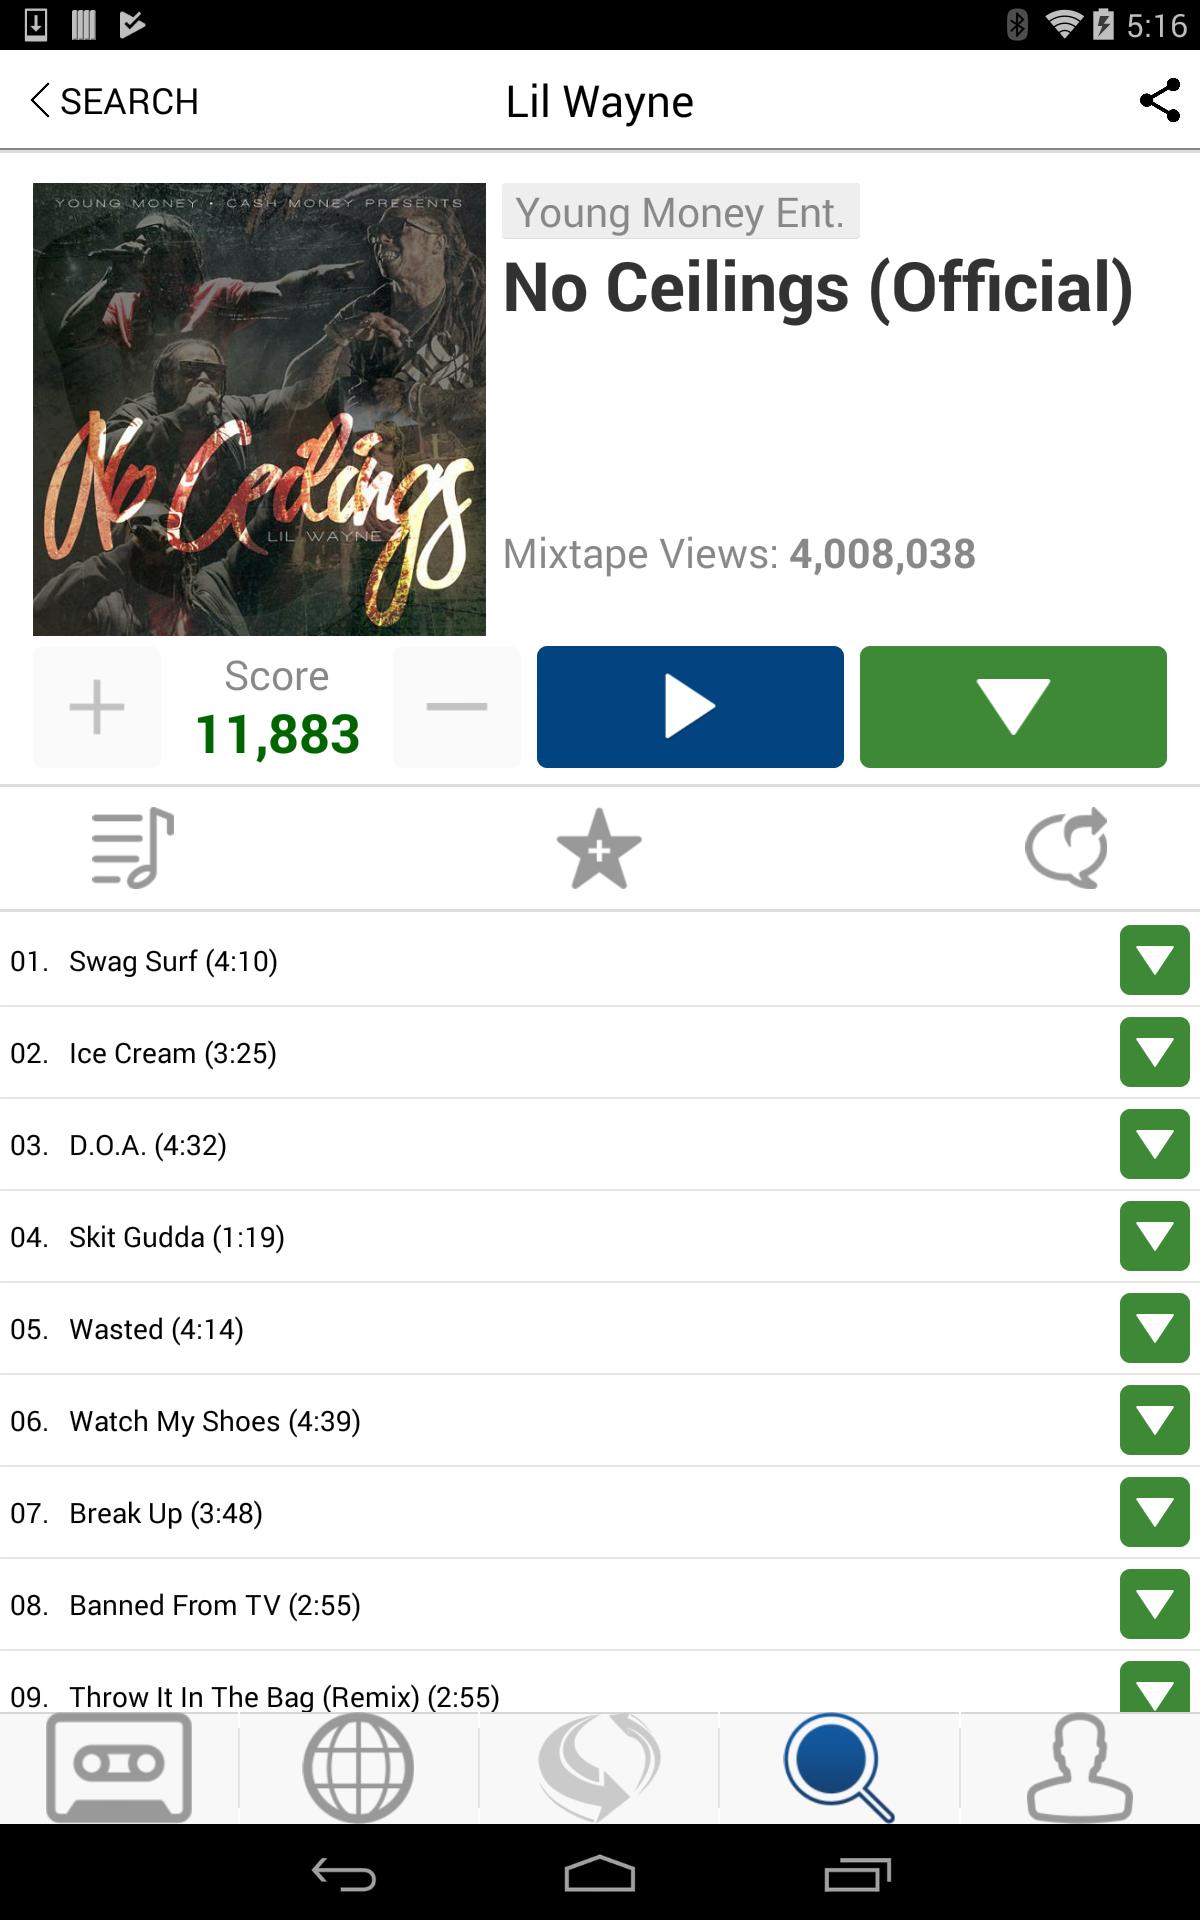 5:16
SEARCH
Lil Wayne
YOUNG MONEY • CASH MONEY PRESENTS
No Ceilings
LIL WAYNE
Young Money Ent.
No Ceilings (Official)
Mixtape Views: 4,008,038
Score
11,883
01. Swag Surf (4:10)
02. Ice Cream (3:25)
03. D.O.A. (4:32)
04. Skit Gudda (1:19)
05. Wasted (4:14)
06. Watch My Shoes (4:39)
07. Break Up (3:48)
08. Banned From TV (2:55)
09. Throw It In The Bag (Remix) (2:55)